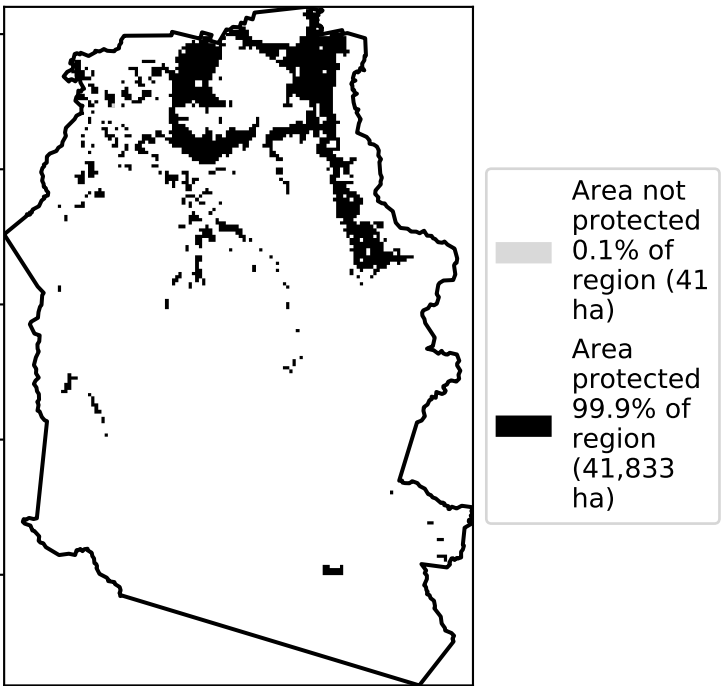 Area not
protected
0.1% of
region (41
ha)
Area
protected
99.9% of
region
(41,833
ha)